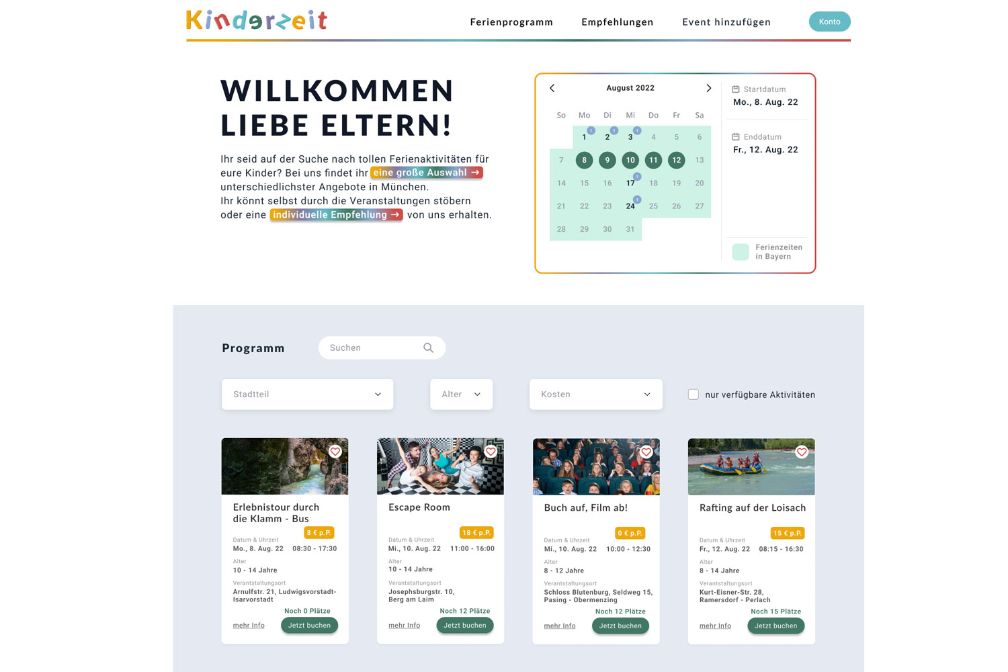 Kinderzeit
Ferienprogramm Empfehlungen Event hinzufügen Konto
WILLKOMMEN
LIEBE ELTERN!
Ihr seid auf der Suche nach tollen Ferienaktivitäten für
eure Kinder? Bei uns findet ihr eine große Auswahl →
unterschiedlichster Angebote in München.
Ihr könnt selbst durch die Veranstaltungen stöbern
oder eine individuelle Empfehlung → von uns erhalten.
August 2022
So Mo Di Mi Do Fr Sa
1 2 3 4 5 6
7 8 9 10 11 12 13
14 15 16 17 18 19 20
21 22 23 24 25 26 27
28 29 30 31
Startdatum
Mo., 8. Aug. 22
Enddatum
Fr., 12. Aug. 22
Ferienzeiten
in Bayern
Programm Suchen
Stadtteil Alter Kosten nur verfügbare Aktivitäten
Erlebnistour durch
die Klamm - Bus
8 € p.P.
Datum & Uhrzeit
Mo., 8. Aug. 22 08:30 - 17:30
Alter
10 - 14 Jahre
Verantstaltungsort
Arnulfstr. 21, Ludwigsvorstadt-
Isarvorstadt
Noch 0 Plätze
mehr Info Jetzt buchen
Escape Room
18 € p.P.
Datum & Uhrzeit
Mi., 10. Aug. 22 11:00 - 16:00
Alter
10 - 14 Jahre
Verantstaltungsort
Josephsburgstr. 10,
Berg am Laim
Noch 12 Plätze
mehr Info Jetzt buchen
Buch auf, Film ab!
0 € p.P.
Datum & Uhrzeit
Mi., 10. Aug. 22 10:00 - 12:30
Alter
8 - 12 Jahre
Verantstaltungsort
Schloss Blutenburg, Seldweg 15,
Pasing - Obermenzing
Noch 12 Plätze
mehr Info Jetzt buchen
Rafting auf der Loisach
15 € p.P.
Datum & Uhrzeit
Fr., 12. Aug. 22 08:15 - 16:30
Alter
8 - 14 Jahre
Verantstaltungsort
Kurt-Eisner-Str. 28,
Ramersdorf - Perlach
Noch 15 Plätze
mehr Info Jetzt buchen